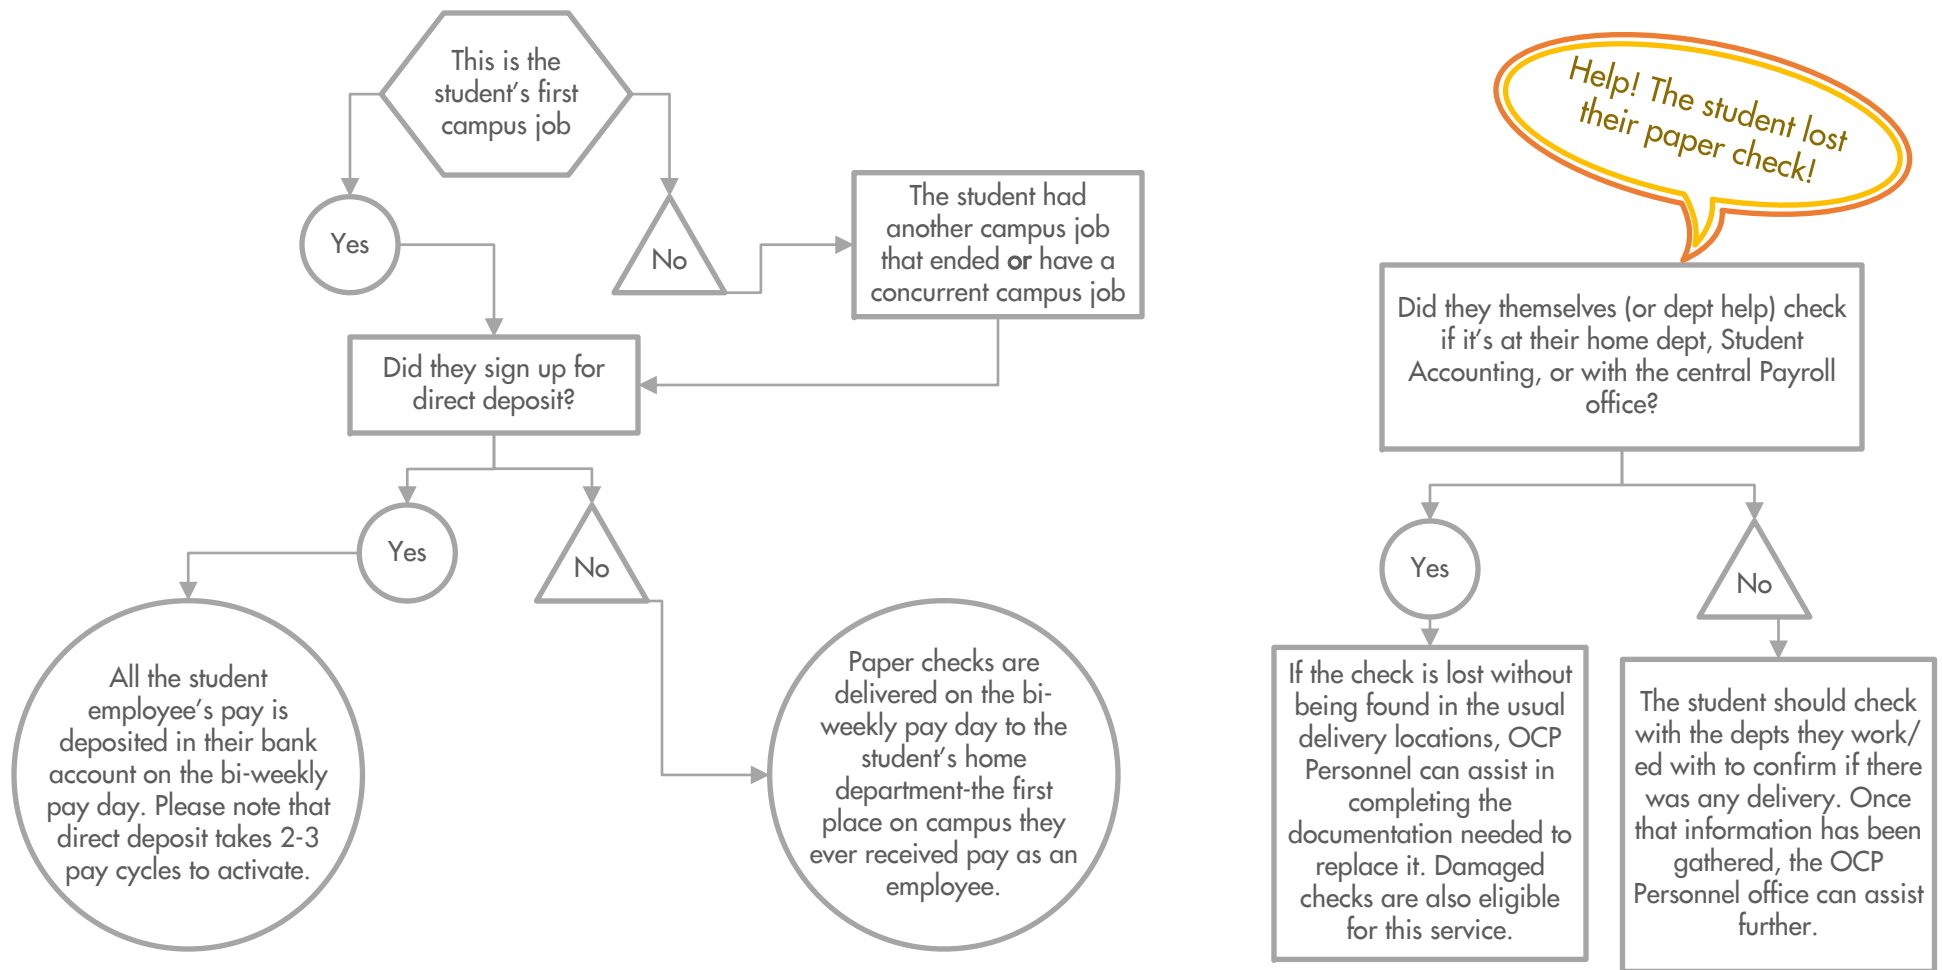 This is the
student's first
campus job
Yes
No
The student had
another campus job
that ended or have a
concurrent campus job
Did they sign up for
direct deposit?
Yes
No
All the student
employee's pay is
deposited in their bank
account on the bi-weekly
pay day. Please note that
direct deposit takes 2-3
pay cycles to activate.
Paper checks are
delivered on the bi-
weekly pay day to the
student's home
department-the first
place on campus they
ever received pay as an
employee.
Help! The student lost
their paper check!
Did they themselves (or dept help) check
if it's at their home dept, Student
Accounting, or with the central Payroll
office?
Yes
No
If the check is lost without
being found in the usual
delivery locations, OCP
Personnel can assist in
completing the
documentation needed to
replace it. Damaged
checks are also eligible
for this service.
The student should check
with the depts they work/
ed with to confirm if there
was any delivery. Once
that information has been
gathered, the OCP
Personnel office can assist
further.